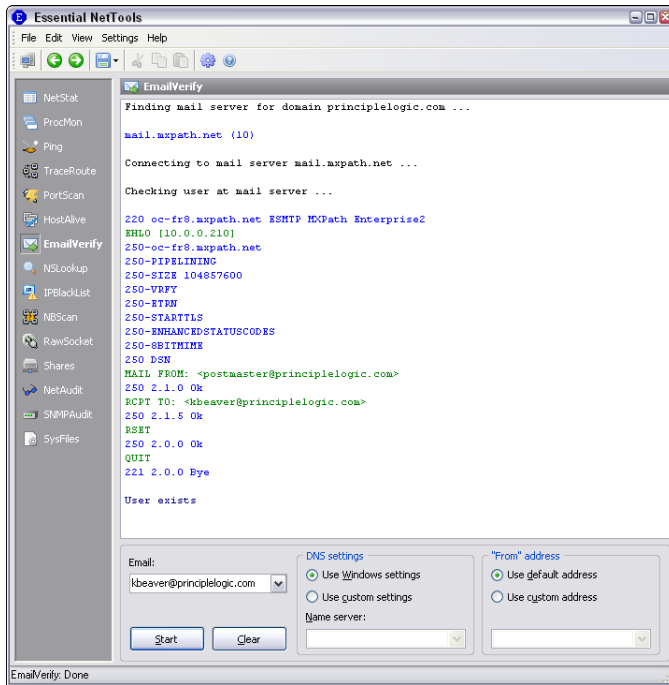 Essential NetTools
File Edit View Settings Help
NetStat
ProcMon
Ping
TraceRoute
PortScan
HostAlive
EmailVerify
NSLookup
IPBlackList
NBScan
RawSocket
Shares
NetAudit
SNMPAudit
SysFiles
EmailVerify
Finding mail server for domain principlelogic.com ...
mail.mxpath.net (10)
Connecting to mail server mail.mxpath.net ...
Checking user at mail server ...
220 oc-fr8.mxpath.net ESMTP MXPath Enterprise2
EHLO [10.0.0.210]
250-oc-fr8.mxpath.net
250-PIPELINING
250-SIZE 104857600
250-VRFY
250-ETRN
250-STARTTLS
250-ENHANCEDSTATUSCODES
250-8BITMIME
250 DSN
MAIL FROM: <postmaster@principlelogic.com>
250 2.1.0 Ok
RCPT TO: <kbeaver@principlelogic.com>
250 2.1.5 Ok
RSET
250 2.0.0 Ok
QUIT
221 2.0.0 Bye
User exists
Email:
kbeaver@principlelogic.com
Start Clear
DNS settings
Use Windows settings
Use custom settings
Name server:
"From" address
Use default address
Use custom address
EmailVerify: Done